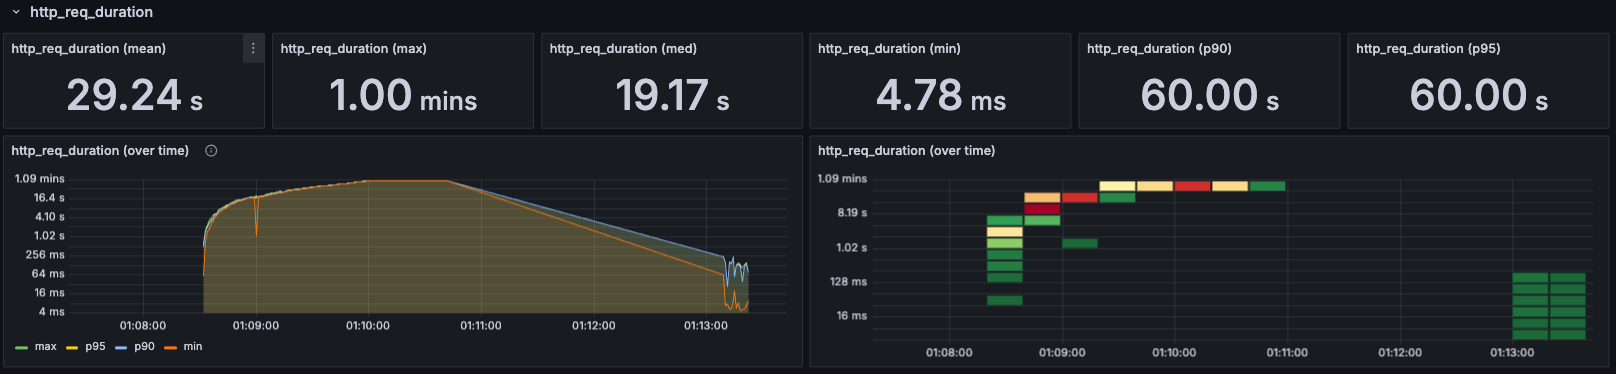 http_req_duration
http_req_duration (mean)
29.24 s
http_req_duration (max)
1.00 mins
http_req_duration (med)
19.17 s
http_req_duration (min)
4.78 ms
http_req_duration (p90)
60.00 s
http_req_duration (p95)
60.00 s
http_req_duration (over time)
1.09 mins
16.4 s
4.10 s
1.02 s
256 ms
64 ms
16 ms
4 ms
01:08:00 01:09:00 01:10:00 01:11:00 01:12:00 01:13:00
max p95 p90 min
http_req_duration (over time)
1.09 mins
8.19 s
1.02 s
128 ms
16 ms
01:08:00 01:09:00 01:10:00 01:11:00 01:12:00 01:13:00